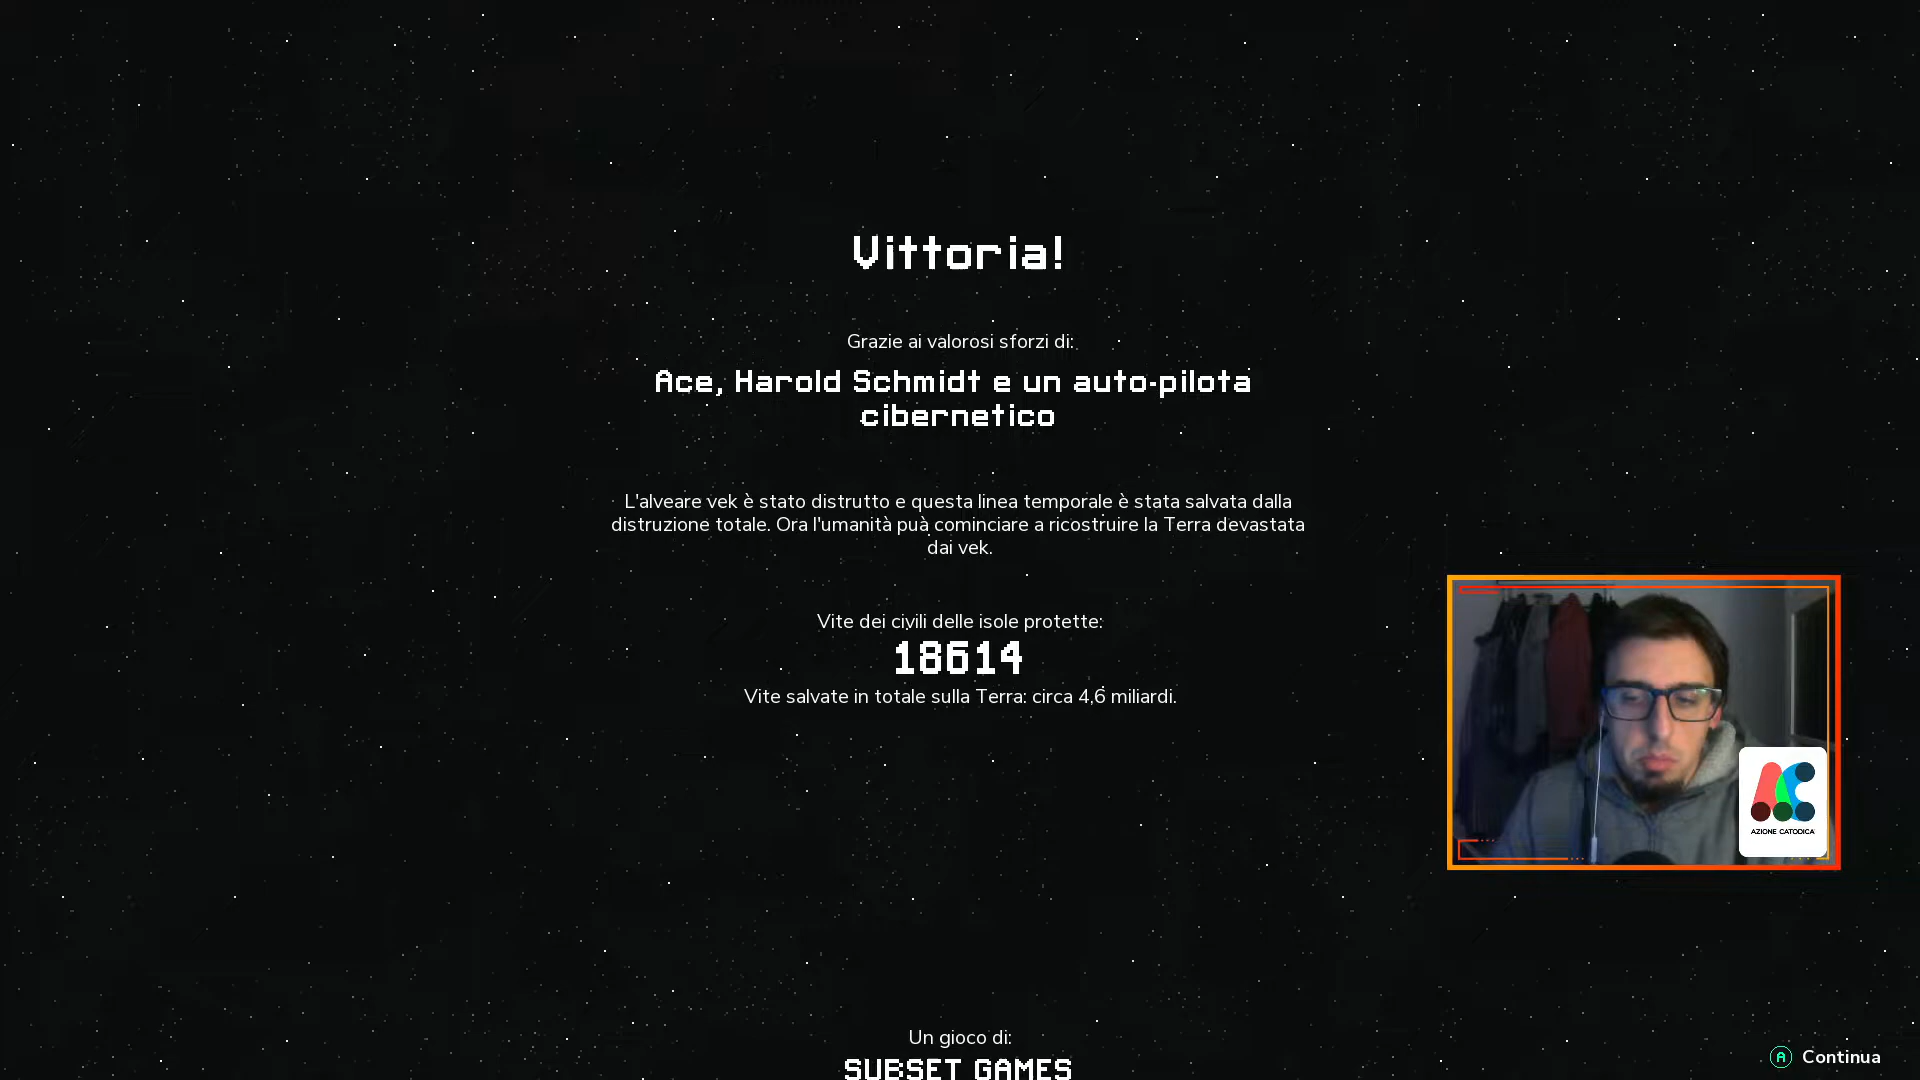 Vittoria!
Grazie ai valorosi sforzi di:
Ace, Harold Schmidt e un auto-pilota
cibernetico
L'alveare vek è stato distrutto e questa linea temporale è stata salvata dalla
distruzione totale. Ora l'umanità puà cominciare a ricostruire la Terra devastata
dai vek.
Vite dei civili delle isole protette:
18614
Vite salvate in totale sulla Terra: circa 4,6 miliardi.
AZIONE CATODICA
Un gioco di:
SUBSET GAMES
A Continua